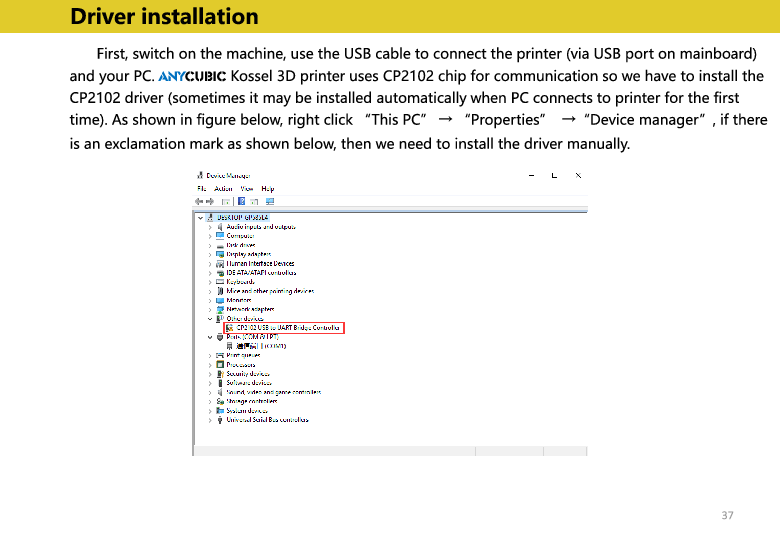 Driver installation
First, switch on the machine, use the USB cable to connect the printer (via USB port on mainboard)
and your PC. ANYCUBIC Kossel 3D printer uses CP2102 chip for communication so we have to install the
CP2102 driver (sometimes it may be installed automatically when PC connects to printer for the first
time). As shown in figure below, right click “This PC” → “Properties” → “Device manager”, if there
is an exclamation mark as shown below, then we need to install the driver manually.
Device Manager
File Action View Help
Audio inputs and outputs
Computer
Disk drives
Display adapters
Human Interface Devices
IDE ATA/ATAPI controllers
Keyboards
Mice and other pointing devices
Monitors
Network adapters
Other devices
CP2102 USB to UART Bridge Controller
Ports (COM & LPT)
(COM1)
Print queues
Processors
Security devices
Software devices
Sound, video and game controllers
Storage controllers
System devices
Universal Serial Bus controllers
37